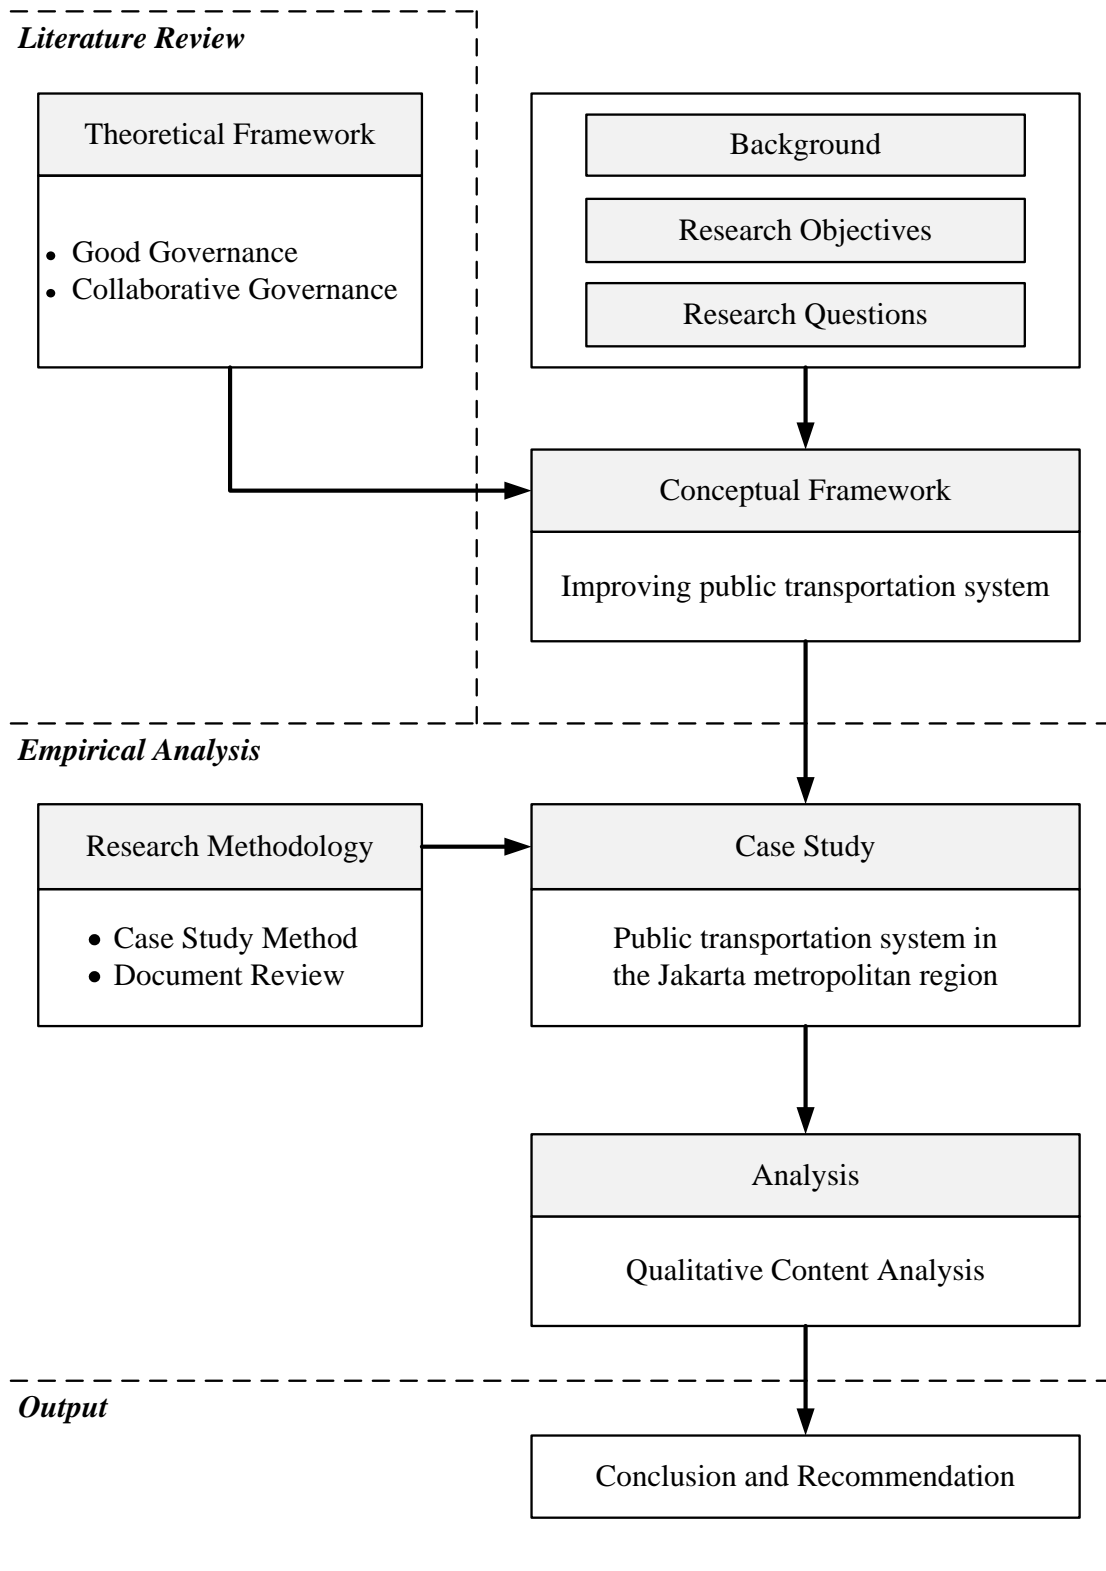 Literature Review
Theoretical Framework
• Good Governance
• Collaborative Governance
Background
Research Objectives
Research Questions
Conceptual Framework
Improving public transportation system
Empirical Analysis
Research Methodology
• Case Study Method
• Document Review
Case Study
Public transportation system in
the Jakarta metropolitan region
Analysis
Qualitative Content Analysis
Output
Conclusion and Recommendation